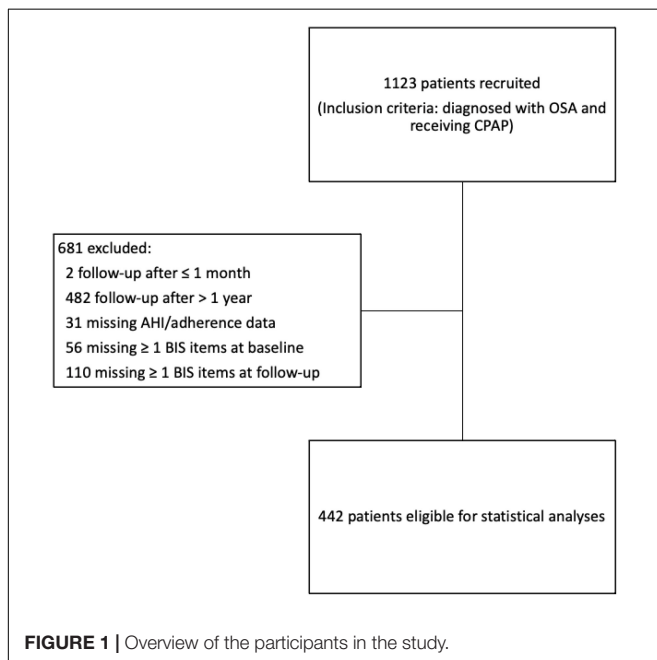 1123 patients recruited
(Inclusion criteria: diagnosed with OSA and
receiving CPAP)
681 excluded:
2 follow-up after ≤ 1 month
482 follow-up after > 1 year
31 missing AHI/adherence data
56 missing ≥ 1 BIS items at baseline
110 missing ≥ 1 BIS items at follow-up
442 patients eligible for statistical analyses
FIGURE 1 | Overview of the participants in the study.